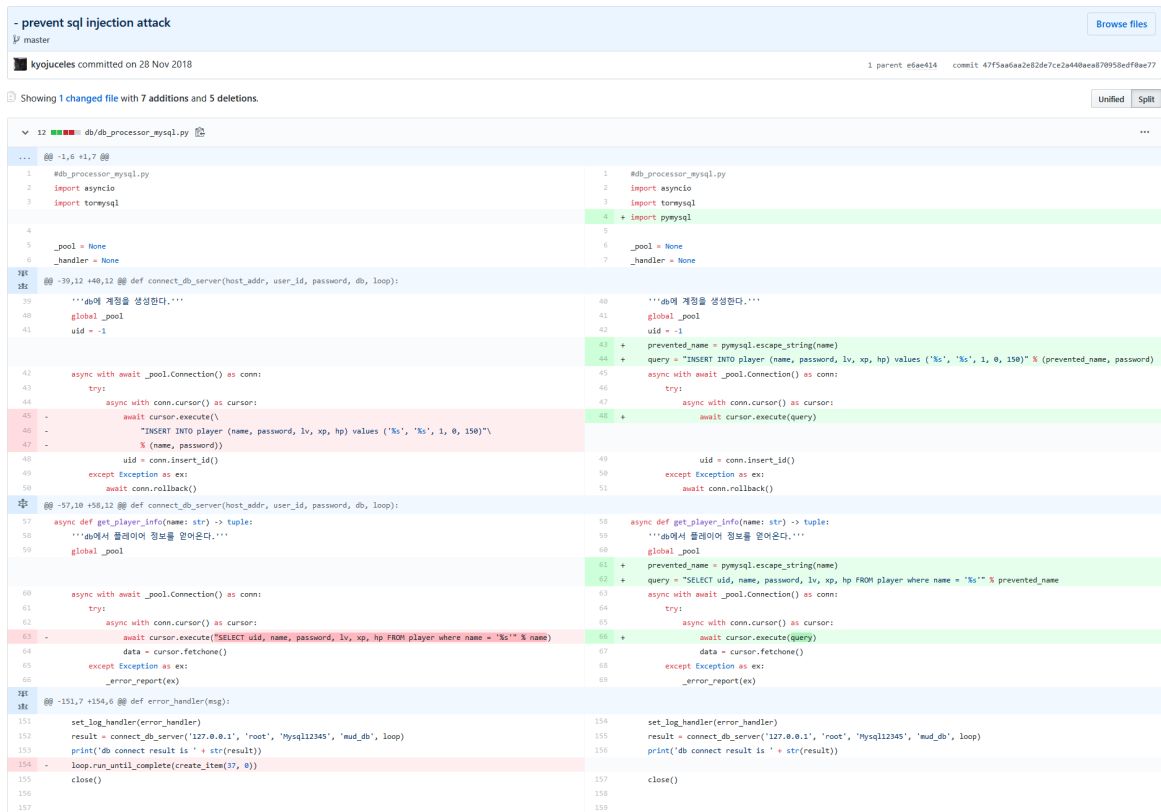 - prevent sql injection attack
Browse files
master
kyojuceles committed on 28 Nov 2018
1 parent e6ae414 commit 47f5aa6aa2e82de7ce2a440aea870958edf0ae77
Showing 1 changed file with 7 additions and 5 deletions.
Unified Split
12 db/db_processor_mysql.py
... @@ -1,6 +1,7 @@
1 #db_processor_mysql.py 1 #db_processor_mysql.py
2 import asyncio 2 import asyncio
3 import tormysql 3 import tormysql
4 + import pymysql
4 5
5 _pool = None 6 _pool = None
6 _handler = None 7 _handler = None
@@ -39,12 +40,12 @@ def connect_db_server(host_addr, user_id, password, db, loop):
39 '''db에 계정을 생성한다.''' 40 '''db에 계정을 생성한다.'''
40 global _pool 41 global _pool
41 uid = -1 42 uid = -1
43 + prevented_name = pymysql.escape_string(name)
44 + query = "INSERT INTO player (name, password, lv, xp, hp) values ('%s', '%s', 1, 0, 150)" % (prevented_name, password)
42 async with await _pool.Connection() as conn: 45 async with await _pool.Connection() as conn:
43 try: 46 try:
44 async with conn.cursor() as cursor: 47 async with conn.cursor() as cursor:
45 - await cursor.execute(\ 48 + await cursor.execute(query)
46 - "INSERT INTO player (name, password, lv, xp, hp) values ('%s', '%s', 1, 0, 150)"\
47 - % (name, password))
48 uid = conn.insert_id() 49 uid = conn.insert_id()
49 except Exception as ex: 50 except Exception as ex:
50 await conn.rollback() 51 await conn.rollback()
@@ -57,10 +58,12 @@ def connect_db_server(host_addr, user_id, password, db, loop):
57 async def get_player_info(name: str) -> tuple: 58 async def get_player_info(name: str) -> tuple:
58 '''db에서 플레이어 정보를 얻어온다.''' 59 '''db에서 플레이어 정보를 얻어온다.'''
59 global _pool 60 global _pool
61 + prevented_name = pymysql.escape_string(name)
62 + query = "SELECT uid, name, password, lv, xp, hp FROM player where name = '%s'" % prevented_name
60 async with await _pool.Connection() as conn: 63 async with await _pool.Connection() as conn:
61 try: 64 try:
62 async with conn.cursor() as cursor: 65 async with conn.cursor() as cursor:
63 - await cursor.execute("SELECT uid, name, password, lv, xp, hp FROM player where name = '%s'" % name) 66 + await cursor.execute(query)
64 data = cursor.fetchone() 67 data = cursor.fetchone()
65 except Exception as ex: 68 except Exception as ex:
66 _error_report(ex) 69 _error_report(ex)
@@ -151,7 +154,6 @@ def error_handler(msg):
151 set_log_handler(error_handler) 154 set_log_handler(error_handler)
152 result = connect_db_server('127.0.0.1', 'root', 'Mysql12345', 'mud_db', loop) 155 result = connect_db_server('127.0.0.1', 'root', 'Mysql12345', 'mud_db', loop)
153 print('db connect result is ' + str(result)) 156 print('db connect result is ' + str(result))
154 - loop.run_until_complete(create_item(37, 0))
155 close() 157 close()
156 158
157 159